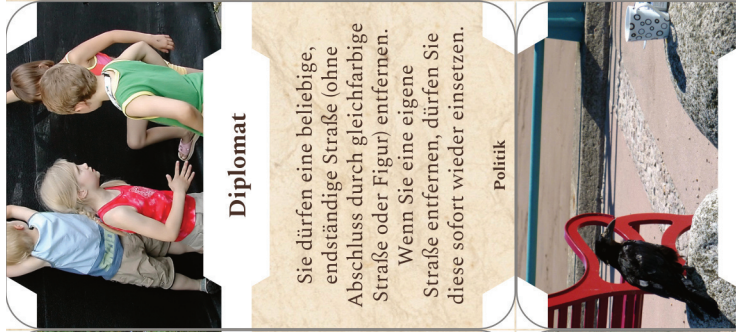 Diplomat
Sie dürfen eine beliebige,
endständige Straße (ohne
Abschluss durch gleichfarbige
Straße oder Figur) entfernen.
Wenn Sie eine eigene
Straße entfernen, dürfen Sie
diese sofort wieder einsetzen.
Politik